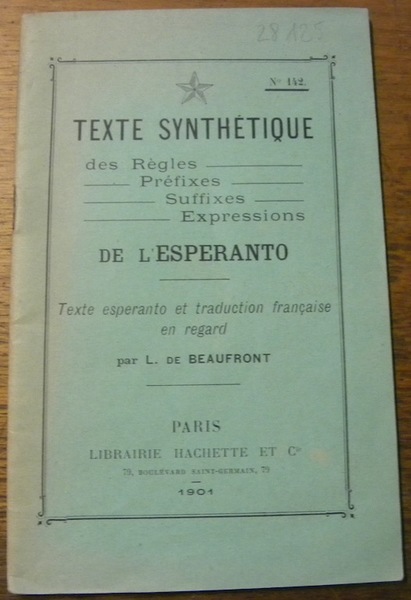 28125
Nº 142.
TEXTE SYNTHÉTIQUE
des Règles
Préfixes
Suffixes
Expressions
DE L'ESPERANTO
Texte esperanto et traduction française
en regard
par L. DE BEAUFRONT
PARIS
LIBRAIRIE HACHETTE ET Cie
79, BOULEVARD SAINT-GERMAIN, 79
1901